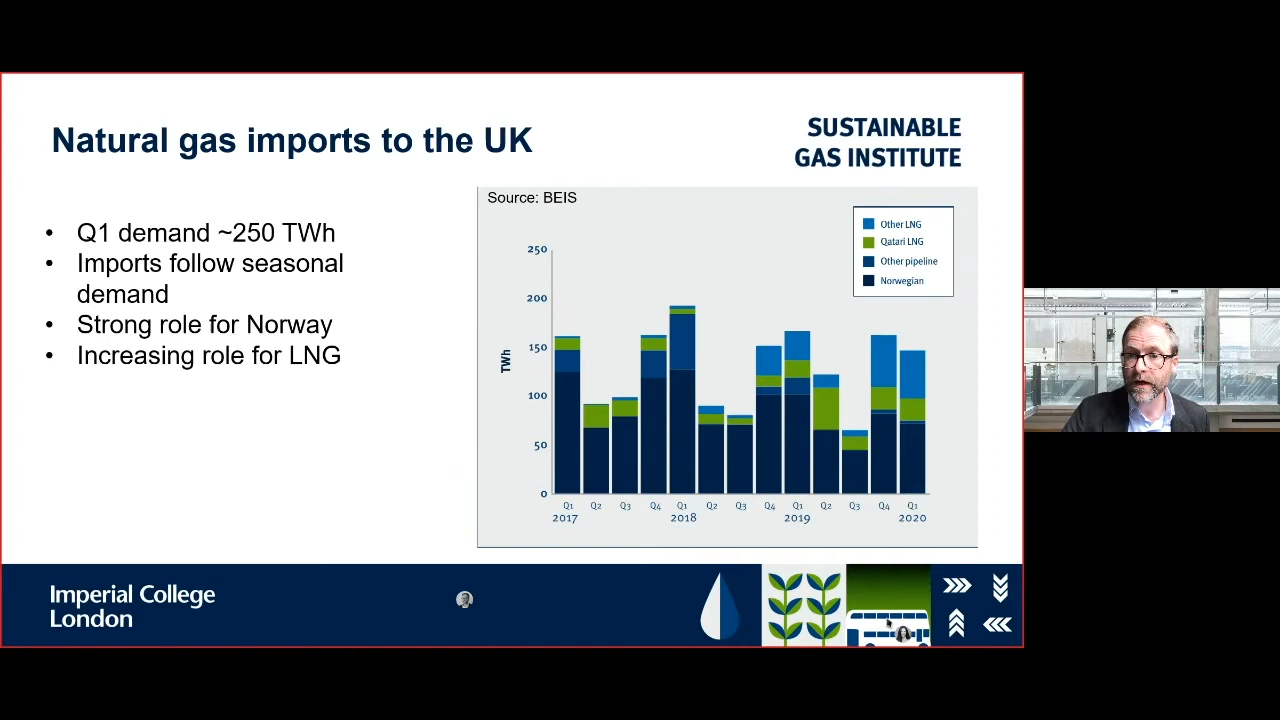 Natural gas imports to the UK
SUSTAINABLE
GAS INSTITUTE
• Q1 demand ~250 TWh
• Imports follow seasonal
demand
• Strong role for Norway
• Increasing role for LNG
Source: BEIS
Other LNG
Qatari LNG
Other pipeline
Norwegian
TWh
250
200
150
100
50
0
Q1 Q2 Q3 Q4 Q1 Q2 Q3 Q4 Q1 Q2 Q3 Q4 Q1
2017 2018 2019 2020
Imperial College
London